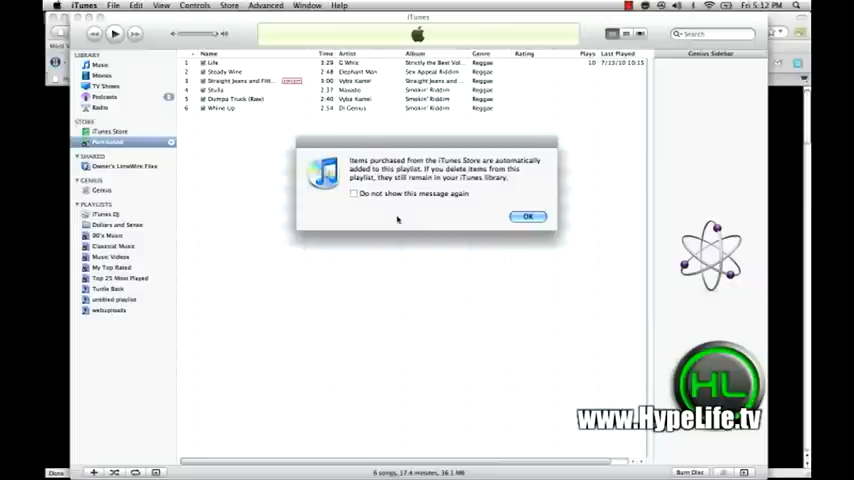 iTunes File Edit View Controls Store Advanced Window Help
Fri 5:12 PM
iTunes
Search
LIBRARY
Music
Movies
TV Shows
Podcasts
Radio
STORE
iTunes Store
Purchased
SHARED
Owner's LimeWire Files
GENIUS
Genius
PLAYLISTS
iTunes DJ
Dollars and Sense
90's Music
Classical Music
Music Videos
My Top Rated
Top 25 Most Played
Turtle Back
untitled playlist
webuploads
Name Time Artist Album Genre Rating Plays Last Played
1 Life 3:29 G Whiz Strictly the Best Vol... Reggae 10 7/13/10 10:15
2 Steady Wine 2:48 Elephant Man Sex Appeal Riddim Reggae
3 Straight Jeans and Fitt... 3:00 Vybz Kartel Straight Jeans and ... Reggae
4 Stulla 2:37 Mavado Smokin' Riddim Reggae
5 Dumpa Truck (Raw) 2:40 Vybz Kartel Smokin' Riddim Reggae
6 Whine Up 2:54 Di Genius Smokin' Riddim Reggae
Genius Sidebar
Items purchased from the iTunes Store are automatically
added to this playlist. If you delete items from this
playlist, they still remain in your iTunes library.
Do not show this message again
OK
HL
www.HypeLife.tv
Done
6 songs, 17.4 minutes, 36.1 MB
Burn Disc